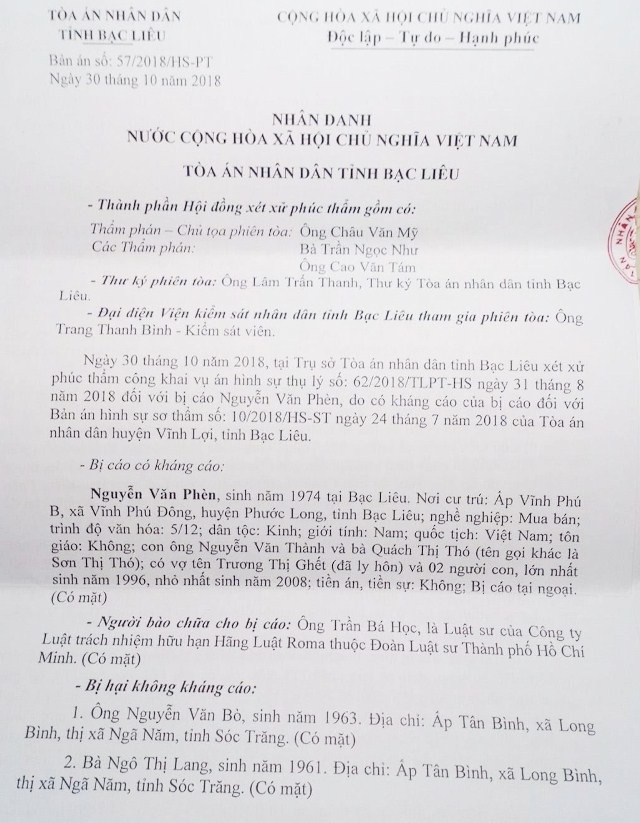 TÒA ÁN NHÂN DÂN
TỈNH BẠC LIÊU
CỘNG HÒA XÃ HỘI CHỦ NGHĨA VIỆT NAM
Độc lập – Tự do – Hạnh phúc
Bản án số: 57/2018/HS-PT
Ngày 30 tháng 10 năm 2018
NHÂN DANH
NƯỚC CỘNG HÒA XÃ HỘI CHỦ NGHĨA VIỆT NAM
TÒA ÁN NHÂN DÂN TỈNH BẠC LIÊU
- Thành phần Hội đồng xét xử phúc thẩm gồm có:
Thẩm phán – Chủ tọa phiên tòa: Ông Châu Văn Mỹ
Các Thẩm phán: Bà Trần Ngọc Như
Ông Cao Văn Tám
- Thư ký phiên tòa: Ông Lâm Trấn Thanh, Thư ký Tòa án nhân dân tỉnh Bạc
Liêu.
- Đại diện Viện kiểm sát nhân dân tỉnh Bạc Liêu tham gia phiên tòa: Ông
Trang Thanh Bình - Kiểm sát viên.
Ngày 30 tháng 10 năm 2018, tại Trụ sở Tòa án nhân dân tỉnh Bạc Liêu xét xử
phúc thẩm công khai vụ án hình sự thụ lý số: 62/2018/TLPT-HS ngày 31 tháng 8
năm 2018 đối với bị cáo Nguyễn Văn Phèn, do có kháng cáo của bị cáo đối với
Bản án hình sự sơ thẩm số: 10/2018/HS-ST ngày 24 tháng 7 năm 2018 của Tòa án
nhân dân huyện Vĩnh Lợi, tỉnh Bạc Liêu.
- Bị cáo có kháng cáo:
Nguyễn Văn Phèn, sinh năm 1974 tại Bạc Liêu. Nơi cư trú: Ấp Vĩnh Phú
B, xã Vĩnh Phú Đông, huyện Phước Long, tỉnh Bạc Liêu; nghề nghiệp: Mua bán;
trình độ văn hóa: 5/12; dân tộc: Kinh; giới tính: Nam; quốc tịch: Việt Nam; tôn
giáo: Không; con ông Nguyễn Văn Thành và bà Quách Thị Thó (tên gọi khác là
Sơn Thị Thó); có vợ tên Trương Thị Ghết (đã ly hôn) và 02 người con, lớn nhất
sinh năm 1996, nhỏ nhất sinh năm 2008; tiền án, tiền sự: Không; Bị cáo tại ngoại.
(Có mặt)
- Người bào chữa cho bị cáo: Ông Trần Bá Học, là Luật sư của Công ty
Luật trách nhiệm hữu hạn Hãng Luật Roma thuộc Đoàn Luật sư Thành phố Hồ Chí
Minh. (Có mặt)
- Bị hại không kháng cáo:
1. Ông Nguyễn Văn Bỏ, sinh năm 1963. Địa chỉ: Ấp Tân Bình, xã Long
Bình, thị xã Ngã Năm, tỉnh Sóc Trăng. (Có mặt)
2. Bà Ngô Thị Lang, sinh năm 1961. Địa chỉ: Ấp Tân Bình, xã Long Bình,
thị xã Ngã Năm, tỉnh Sóc Trăng. (Có mặt)